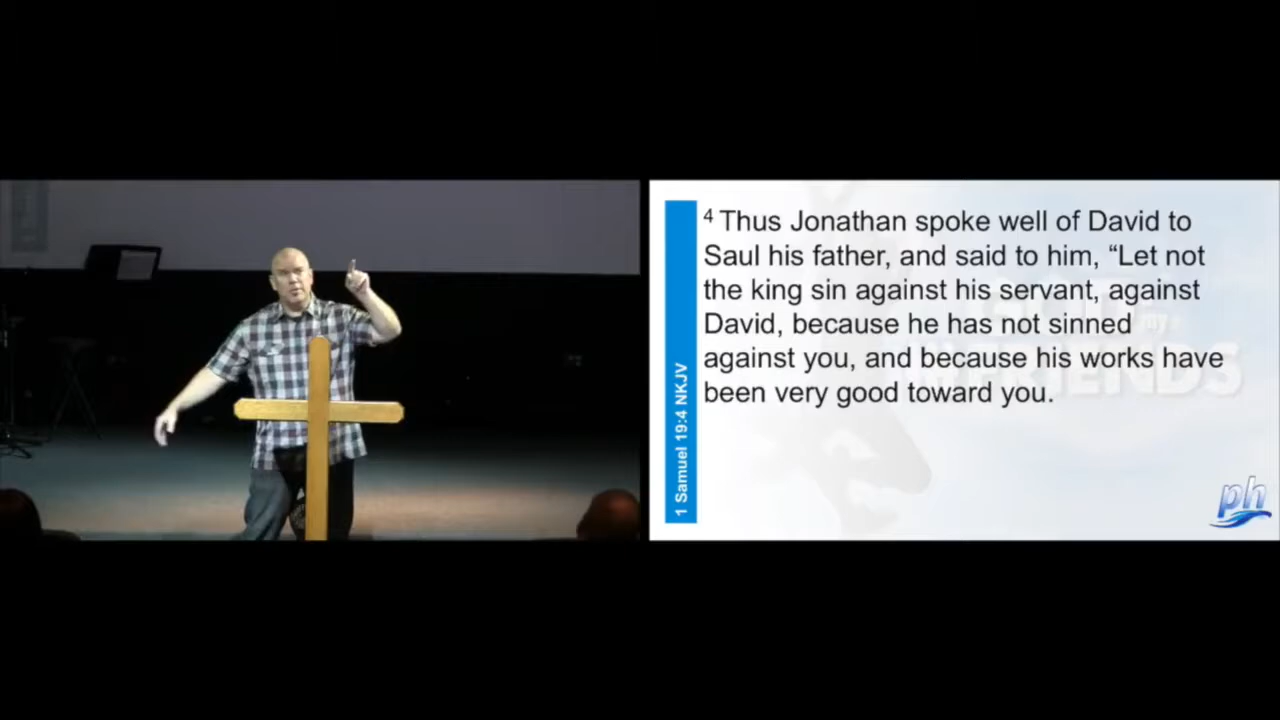 4 Thus Jonathan spoke well of David to
Saul his father, and said to him, “Let not
the king sin against his servant, against
David, because he has not sinned
against you, and because his works have
been very good toward you.
1 Samuel 19:4 NKJV
my
FRIENDS
ph